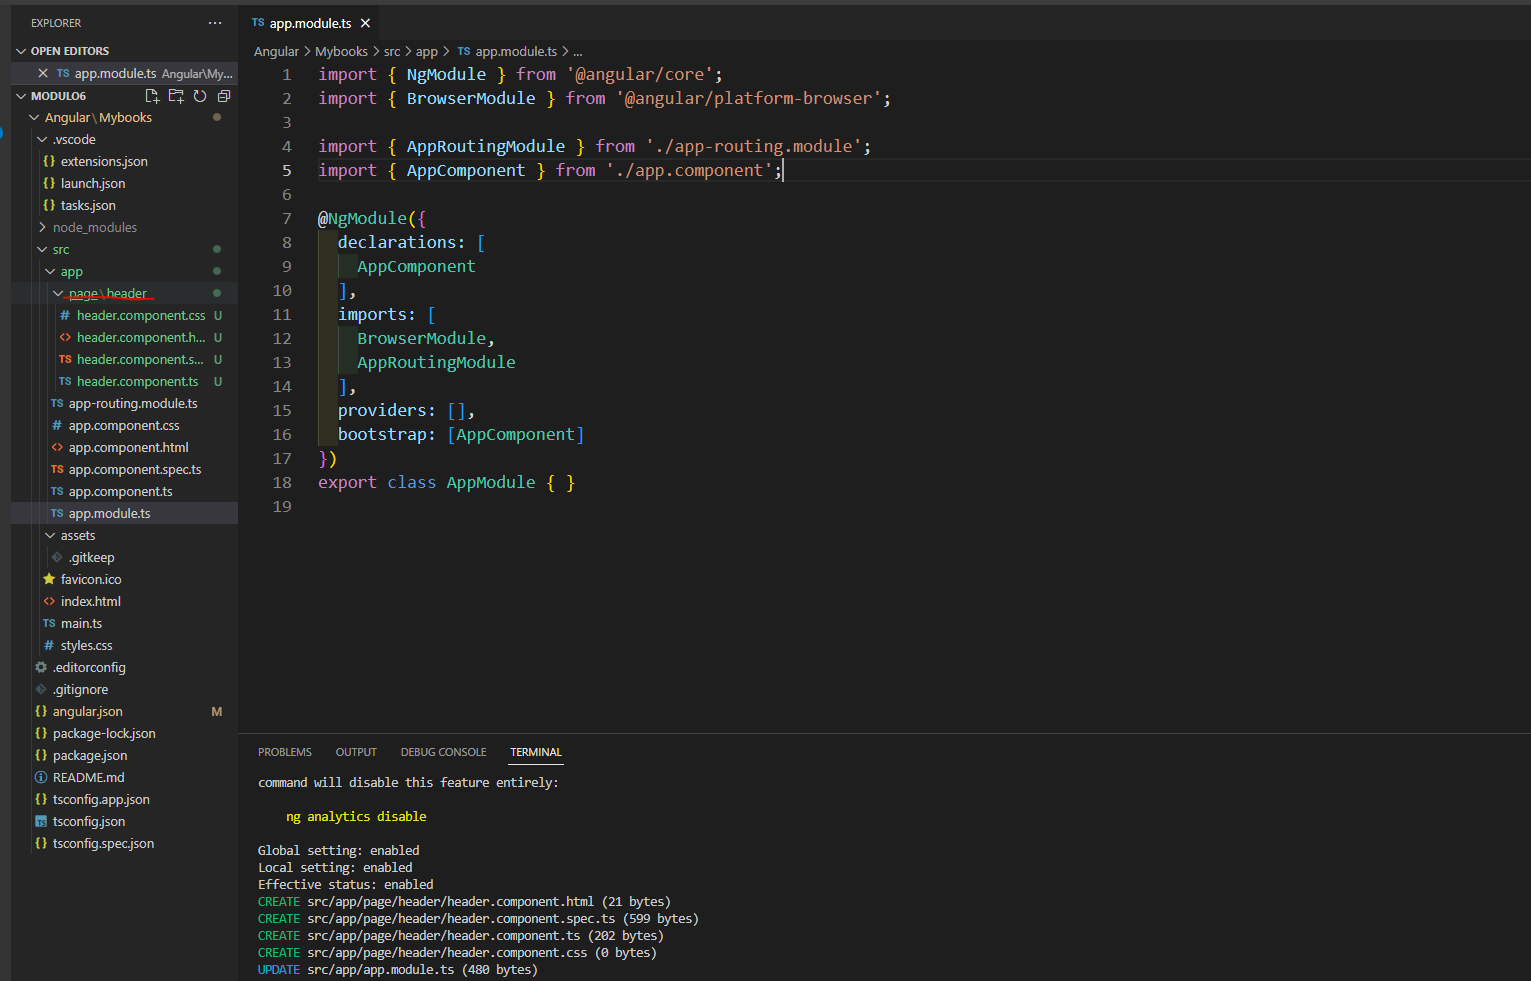 EXPLORER
OPEN EDITORS
TS app.module.ts Angular\My...
MODULO6
Angular\Mybooks
.vscode
{} extensions.json
{} launch.json
{} tasks.json
node_modules
src
app
page\header
# header.component.css U
<> header.component.h... U
TS header.component.s... U
TS header.component.ts U
TS app-routing.module.ts
# app.component.css
<> app.component.html
TS app.component.spec.ts
TS app.component.ts
TS app.module.ts
assets
.gitkeep
favicon.ico
<> index.html
TS main.ts
# styles.css
.editorconfig
.gitignore
{} angular.json M
{} package-lock.json
{} package.json
README.md
{} tsconfig.app.json
TS tsconfig.json
{} tsconfig.spec.json
TS app.module.ts
Angular > Mybooks > src > app > TS app.module.ts > ...
1 import { NgModule } from '@angular/core';
2 import { BrowserModule } from '@angular/platform-browser';
3
4 import { AppRoutingModule } from './app-routing.module';
5 import { AppComponent } from './app.component';
6
7 @NgModule({
8 declarations: [
9 AppComponent
10 ],
11 imports: [
12 BrowserModule,
13 AppRoutingModule
14 ],
15 providers: [],
16 bootstrap: [AppComponent]
17 })
18 export class AppModule { }
19
PROBLEMS OUTPUT DEBUG CONSOLE TERMINAL
command will disable this feature entirely:
ng analytics disable
Global setting: enabled
Local setting: enabled
Effective status: enabled
CREATE src/app/page/header/header.component.html (21 bytes)
CREATE src/app/page/header/header.component.spec.ts (599 bytes)
CREATE src/app/page/header/header.component.ts (202 bytes)
CREATE src/app/page/header/header.component.css (0 bytes)
UPDATE src/app/app.module.ts (480 bytes)